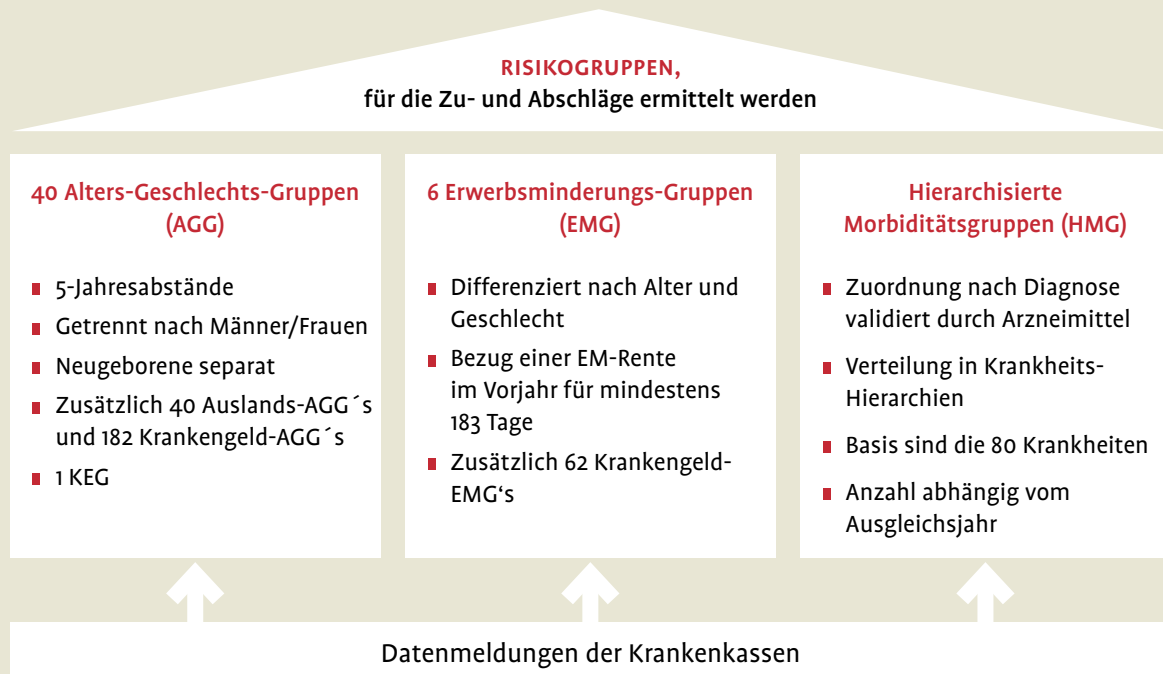 RISIKOGRUPPEN,
für die Zu- und Abschläge ermittelt werden
40 Alters-Geschlechts-Gruppen
(AGG)
5-Jahresabstände
Getrennt nach Männer/Frauen
Neugeborene separat
Zusätzlich 40 Auslands-AGG´s
und 182 Krankengeld-AGG´s
1 KEG
6 Erwerbsminderungs-Gruppen
(EMG)
Differenziert nach Alter und
Geschlecht
Bezug einer EM-Rente
im Vorjahr für mindestens
183 Tage
Zusätzlich 62 Krankengeld-
EMG‘s
Hierarchisierte
Morbiditätsgruppen (HMG)
Zuordnung nach Diagnose
validiert durch Arzneimittel
Verteilung in Krankheits-
Hierarchien
Basis sind die 80 Krankheiten
Anzahl abhängig vom
Ausgleichsjahr
Datenmeldungen der Krankenkassen